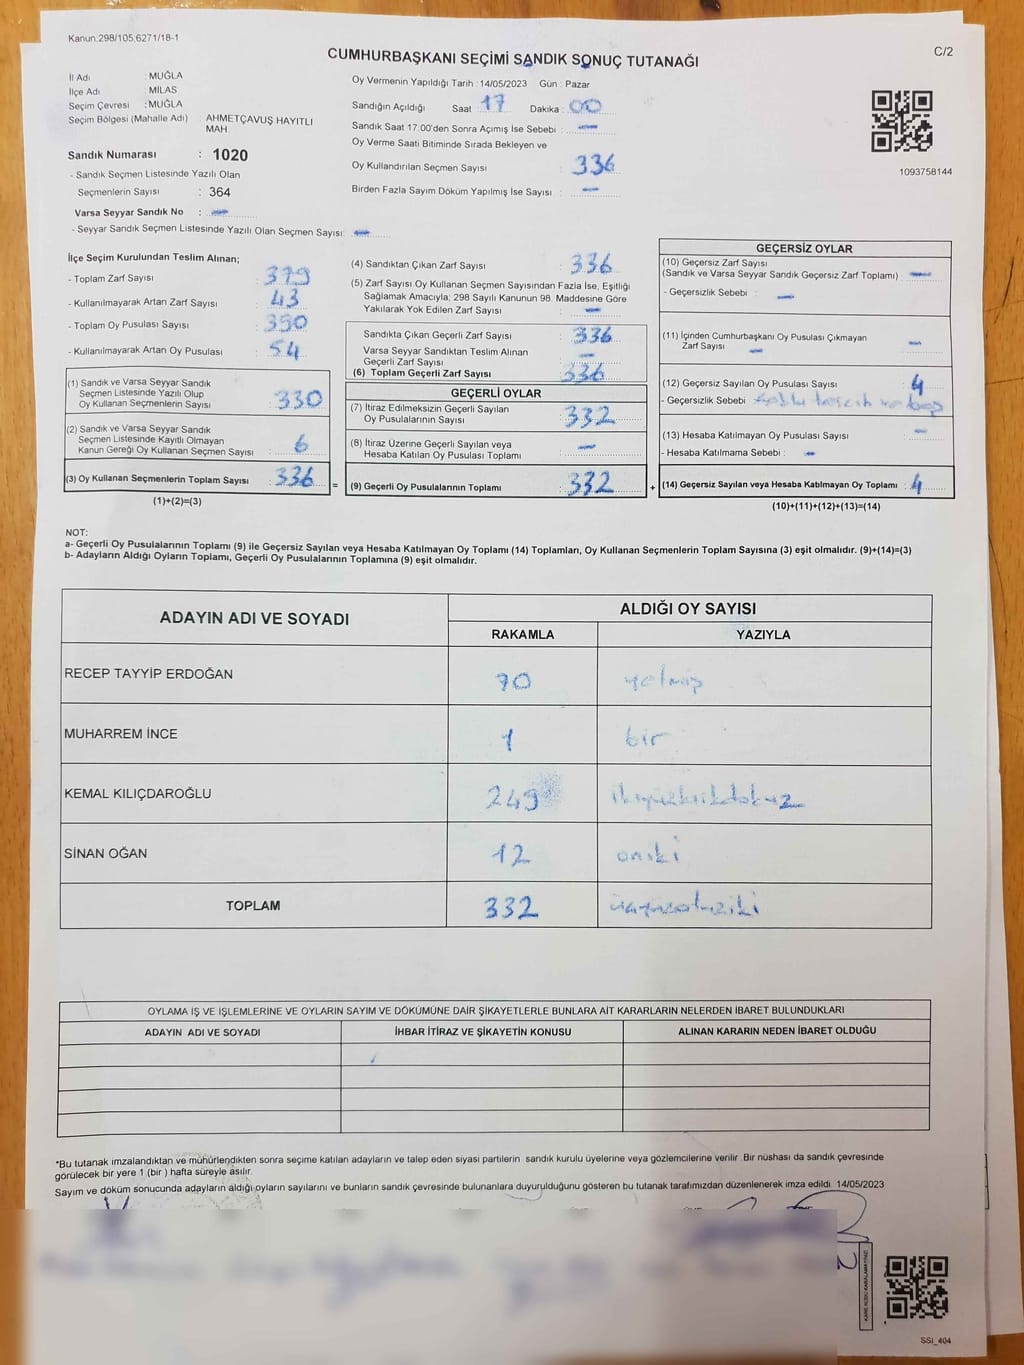 Kanun:298/105,6271/18-1
C/2
CUMHURBAŞKANI SEÇİMİ SANDIK SONUÇ TUTANAĞI
İl Adı : MUĞLA
İlçe Adı : MİLAS
Seçim Çevresi : MUĞLA
Seçim Bölgesi (Mahalle Adı) : AHMETÇAVUŞ HAYITLI
MAH.
Sandık Numarası : 1020
- Sandık Seçmen Listesinde Yazılı Olan
Seçmenlerin Sayısı : 364
Varsa Seyyar Sandık No : —
- Seyyar Sandık Seçmen Listesinde Yazılı Olan Seçmen Sayısı: —
Oy Vermenin Yapıldığı Tarih : 14/05/2023 Gün : Pazar
Sandığın Açıldığı Saat : 17 Dakika : 00
Sandık Saat 17:00'den Sonra Açımış İse Sebebi : —
Oy Verme Saati Bitiminde Sırada Bekleyen ve
Oy Kullandırılan Seçmen Sayısı : 336
Birden Fazla Sayım Döküm Yapılmış İse Sayısı : —
1093758144
İlçe Seçim Kurulundan Teslim Alınan;
- Toplam Zarf Sayısı : 379
- Kullanılmayarak Artan Zarf Sayısı : 43
- Toplam Oy Pusulası Sayısı : 390
- Kullanılmayarak Artan Oy Pusulası : 54
(1) Sandık ve Varsa Seyyar Sandık
Seçmen Listesinde Yazılı Olup
Oy Kullanan Seçmenlerin Sayısı : 330
(2) Sandık ve Varsa Seyyar Sandık
Seçmen Listesinde Kayıtlı Olmayan
Kanun Gereği Oy Kullanan Seçmen Sayısı : 6
(3) Oy Kullanan Seçmenlerin Toplam Sayısı : 336 =
(1)+(2)=(3)
(4) Sandıktan Çıkan Zarf Sayısı : 336
(5) Zarf Sayısı Oy Kullanan Seçmen Sayısından Fazla İse, Eşitliği
Sağlamak Amacıyla; 298 Sayılı Kanunun 98. Maddesine Göre
Yakılarak Yok Edilen Zarf Sayısı : —
Sandıkta Çıkan Geçerli Zarf Sayısı : 336
Varsa Seyyar Sandıktan Teslim Alınan : —
Geçerli Zarf Sayısı
(6) Toplam Geçerli Zarf Sayısı : 336
GEÇERLİ OYLAR
(7) İtiraz Edilmeksizin Geçerli Sayılan
Oy Pusulalarının Sayısı : 332
(8) İtiraz Üzerine Geçerli Sayılan veya
Hesaba Katılan Oy Pusulası Toplamı : —
(9) Geçerli Oy Pusulalarının Toplamı : 332 +
GEÇERSİZ OYLAR
(10) Geçersiz Zarf Sayısı
(Sandık ve Varsa Seyyar Sandık Geçersiz Zarf Toplamı) : —
- Geçersizlik Sebebi : —
(11) İçinden Cumhurbaşkanı Oy Pusulası Çıkmayan
Zarf Sayısı : — —
(12) Geçersiz Sayılan Oy Pusulası Sayısı : 4
- Geçersizlik Sebebi :
(13) Hesaba Katılmayan Oy Pusulası Sayısı : —
- Hesaba Katılmama Sebebi : —
(14) Geçersiz Sayılan veya Hesaba Katılmayan Oy Toplamı : 4
(10)+(11)+(12)+(13)=(14)
NOT:
a- Geçerli Oy Pusulalarının Toplamı (9) ile Geçersiz Sayılan veya Hesaba Katılmayan Oy Toplamı (14) Toplamları, Oy Kullanan Seçmenlerin Toplam Sayısına (3) eşit olmalıdır. (9)+(14)=(3)
b- Adayların Aldığı Oyların Toplamı, Geçerli Oy Pusulalarının Toplamına (9) eşit olmalıdır.
ADAYIN ADI VE SOYADI ALDIĞI OY SAYISI
RAKAMLA YAZIYLA
RECEP TAYYİP ERDOĞAN 70 yetmiş
MUHARREM İNCE 1 bir
KEMAL KILIÇDAROĞLU 249
SİNAN OĞAN 12 oniki
TOPLAM 332 üçyüzotuziki
OYLAMA İŞ VE İŞLEMLERİNE VE OYLARIN SAYIM VE DÖKÜMÜNE DAİR ŞİKAYETLERLE BUNLARA AİT KARARLARIN NELERDEN İBARET BULUNDUKLARI
ADAYIN ADI VE SOYADI İHBAR İTİRAZ VE ŞİKAYETİN KONUSU ALINAN KARARIN NEDEN İBARET OLDUĞU
*Bu tutanak imzalandıktan ve mühürlendikten sonra seçime katılan adayların ve talep eden siyasi partilerin sandık kurulu üyelerine veya gözlemcilerine verilir. Bir nüshası da sandık çevresinde
görülecek bir yere 1 (bir ) hafta süreyle asılır.
Sayım ve döküm sonucunda adayların aldığı oyların sayılarını ve bunların sandık çevresinde bulunanlara duyurulduğunu gösteren bu tutanak tarafımızdan düzenlenerek imza edildi. 14/05/2023
SSI_404